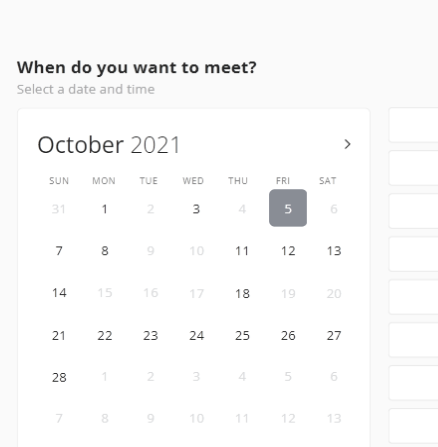 When do you want to meet?
Select a date and time
October 2021
SUN MON TUE WED THU FRI SAT
31 1 2 3 4 5 6
7 8 9 10 11 12 13
14 15 16 17 18 19 20
21 22 23 24 25 26 27
28 1 2 3 4 5 6
7 8 9 10 11 12 13